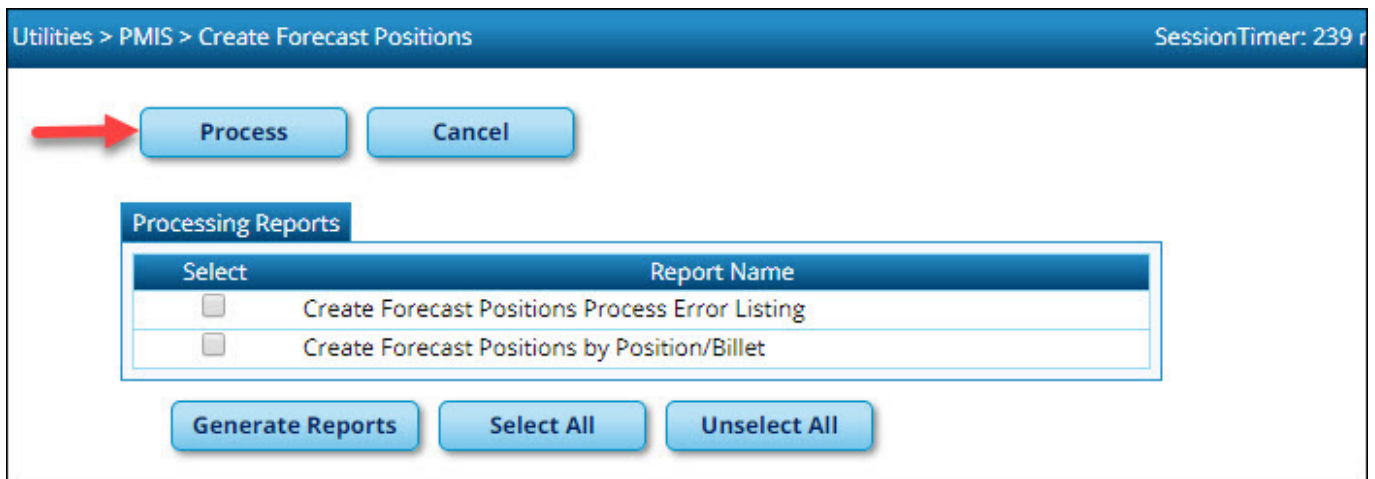 Utilities > PMIS > Create Forecast Positions SessionTimer: 239
Process Cancel
Processing Reports
Select Report Name
Create Forecast Positions Process Error Listing
Create Forecast Positions by Position/Billet
Generate Reports Select All Unselect All